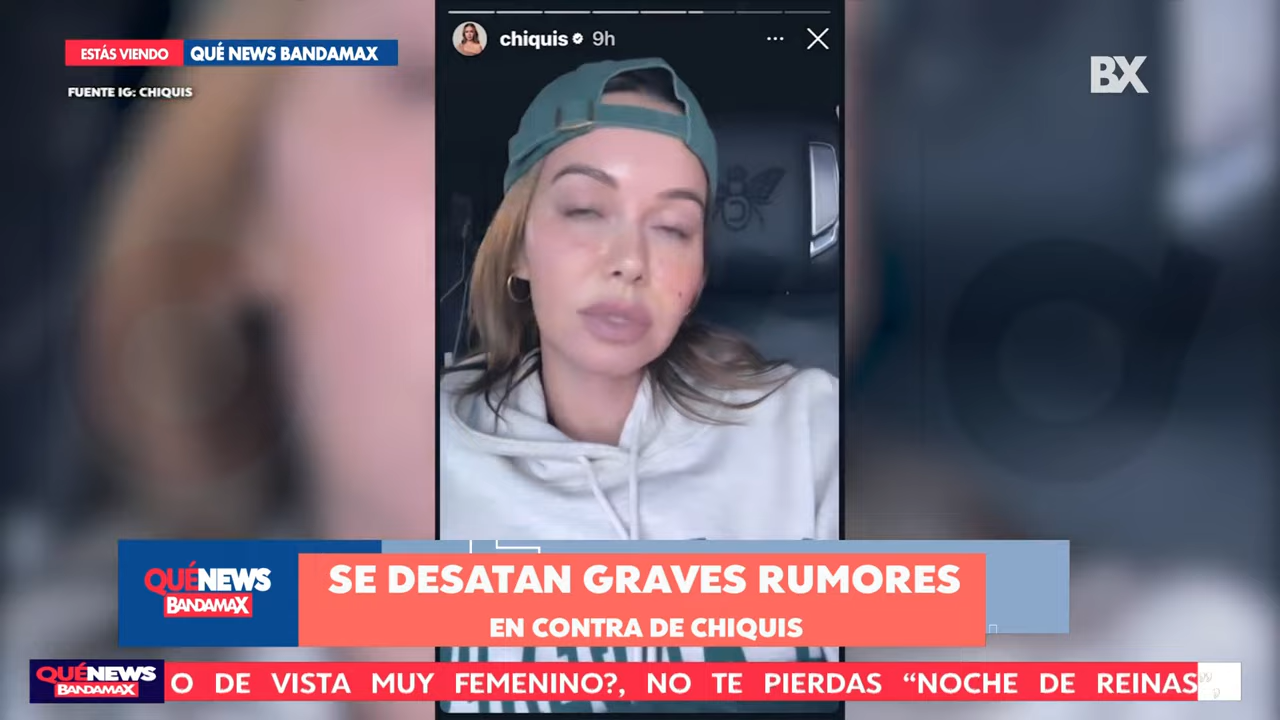 ESTÁS VIENDO QUÉ NEWS BANDAMAX
FUENTE IG: CHIQUIS
chiquis 9h
BX
QUÉNEWS
BANDAMAX
SE DESATAN GRAVES RUMORES
EN CONTRA DE CHIQUIS
QUÉNEWS
BANDAMAX
O DE VISTA MUY FEMENINO?, NO TE PIERDAS “NOCHE DE REINAS